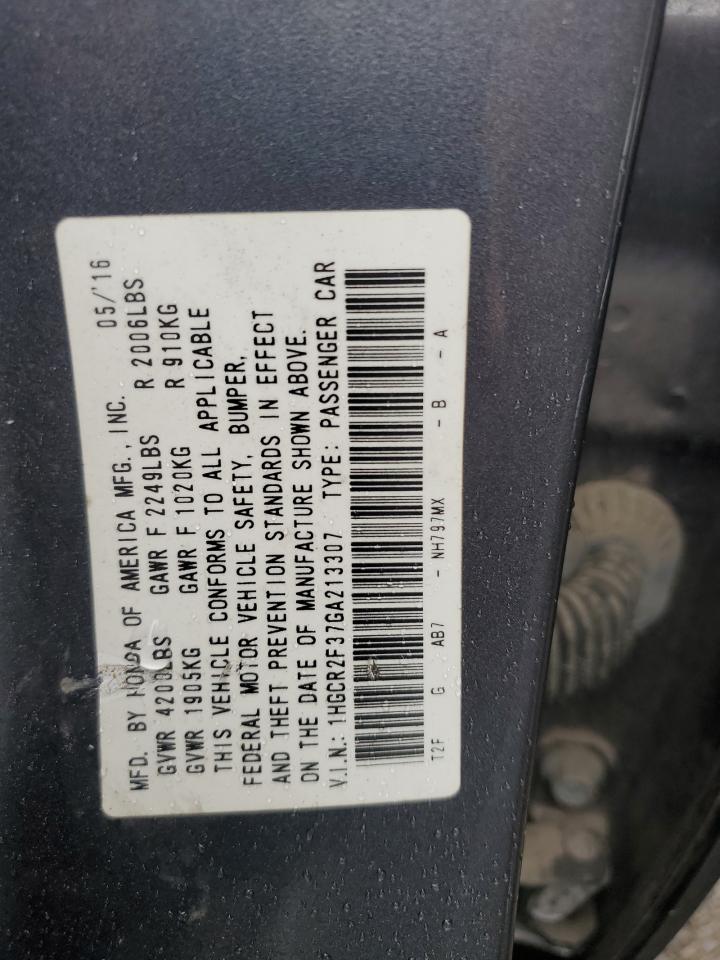 MFD. BY HONDA OF AMERICA MFG., INC. 05/'16
GVWR 4200LBS GAWR F 2249LBS R 2006LBS
GVWR 1905KG GAWR F 1020KG R 910KG
THIS VEHICLE CONFORMS TO ALL APPLICABLE
FEDERAL MOTOR VEHICLE SAFETY, BUMPER,
AND THEFT PREVENTION STANDARDS IN EFFECT
ON THE DATE OF MANUFACTURE SHOWN ABOVE.
V.I.N.: 1HGCR2F37GA213307 TYPE: PASSENGER CAR
T2F G AB7 - NH797MX - B - A